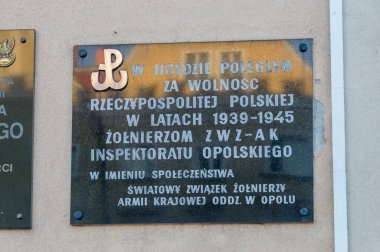 W HOŁDZIE POLEGŁYM
ZA WOLNOŚĆ
RZECZYPOSPOLITEJ POLSKIEJ
W LATACH 1939-1945
ŻOŁNIERZOM ZWZ-AK
INSPEKTORATU OPOLSKIEGO
W IMIENIU SPOŁECZEŃSTWA
ŚWIATOWY ZWIĄZEK ŻOŁNIERZY
ARMII KRAJOWEJ ODDZ. W OPOLU